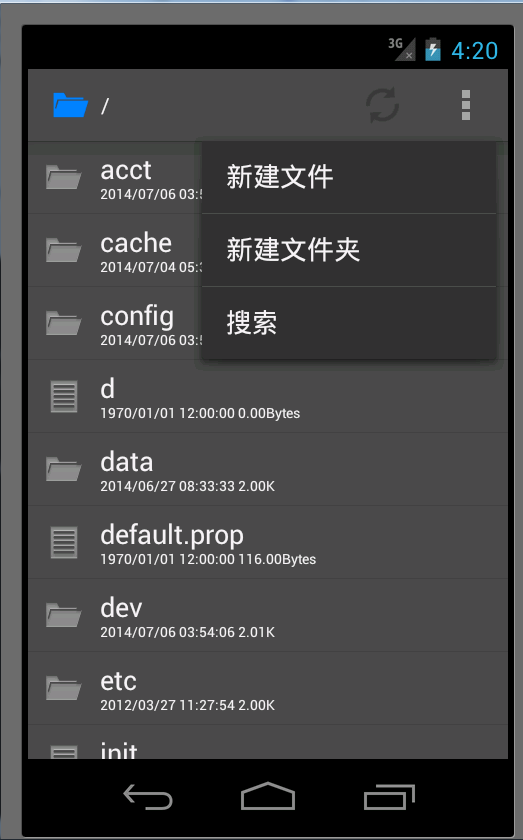 3G 4:20
/
新建文件
新建文件夹
搜索
acct
2014/07/06 03:5
cache
2014/07/04 05:3
config
2014/07/06 03:5
d
1970/01/01 12:00:00 0.00Bytes
data
2014/06/27 08:33:33 2.00K
default.prop
1970/01/01 12:00:00 116.00Bytes
dev
2014/07/06 03:54:06 2.01K
etc
2012/03/27 11:27:54 2.00K
init